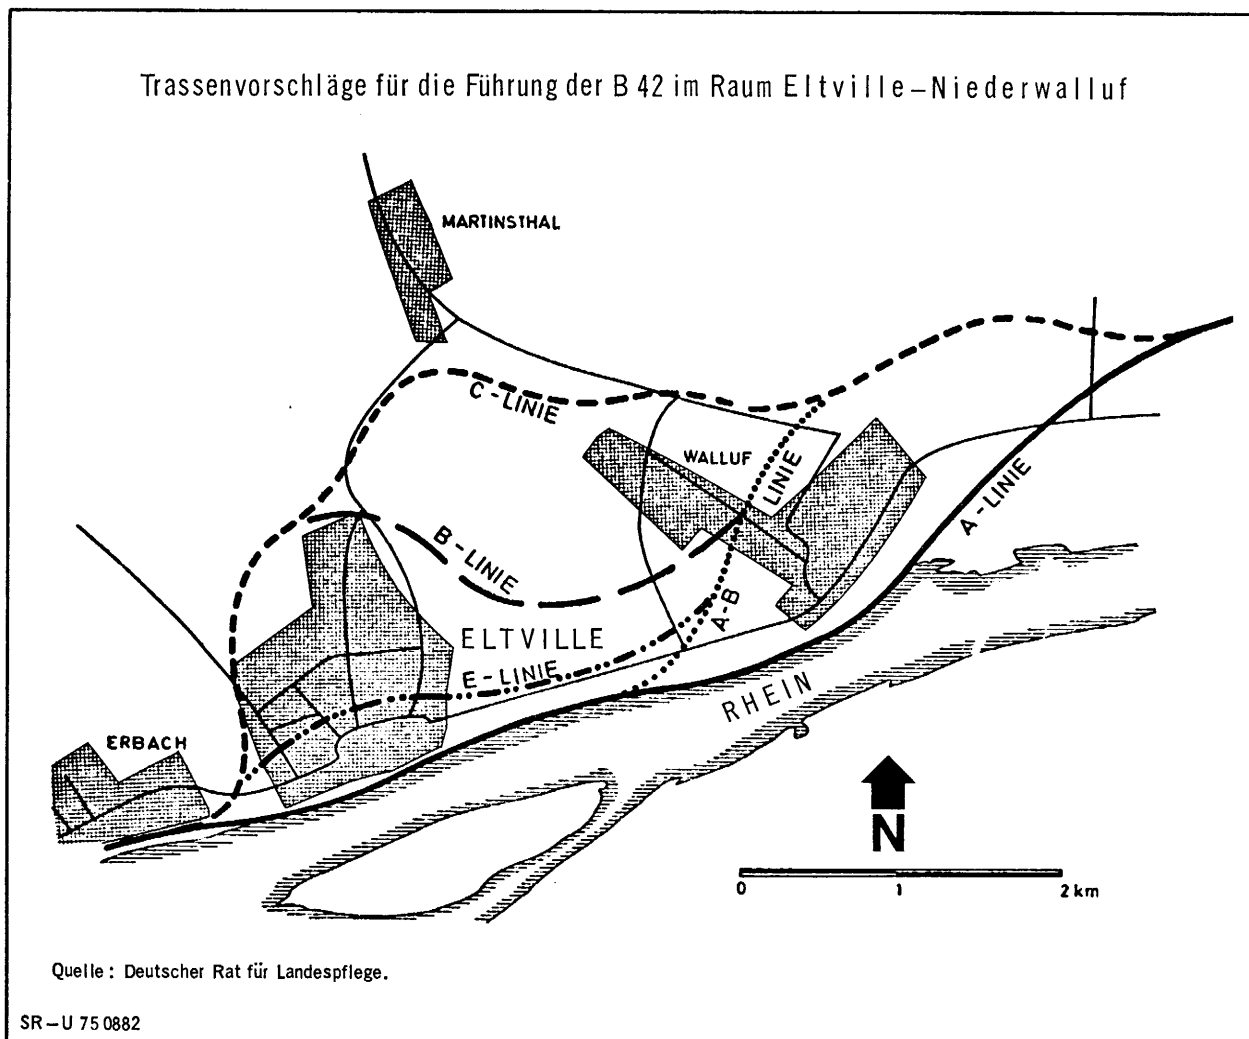 Trassenvorschläge für die Führung der B 42 im Raum Eltville–Niederwalluf
MARTINSTHAL
C - LINIE
WALLUF
LINIE
A - LINIE
B - LINIE
A - B
ELTVILLE
E - LINIE
RHEIN
ERBACH
N
0 1 2 km
Quelle : Deutscher Rat für Landespflege.
SR – U 75 0882